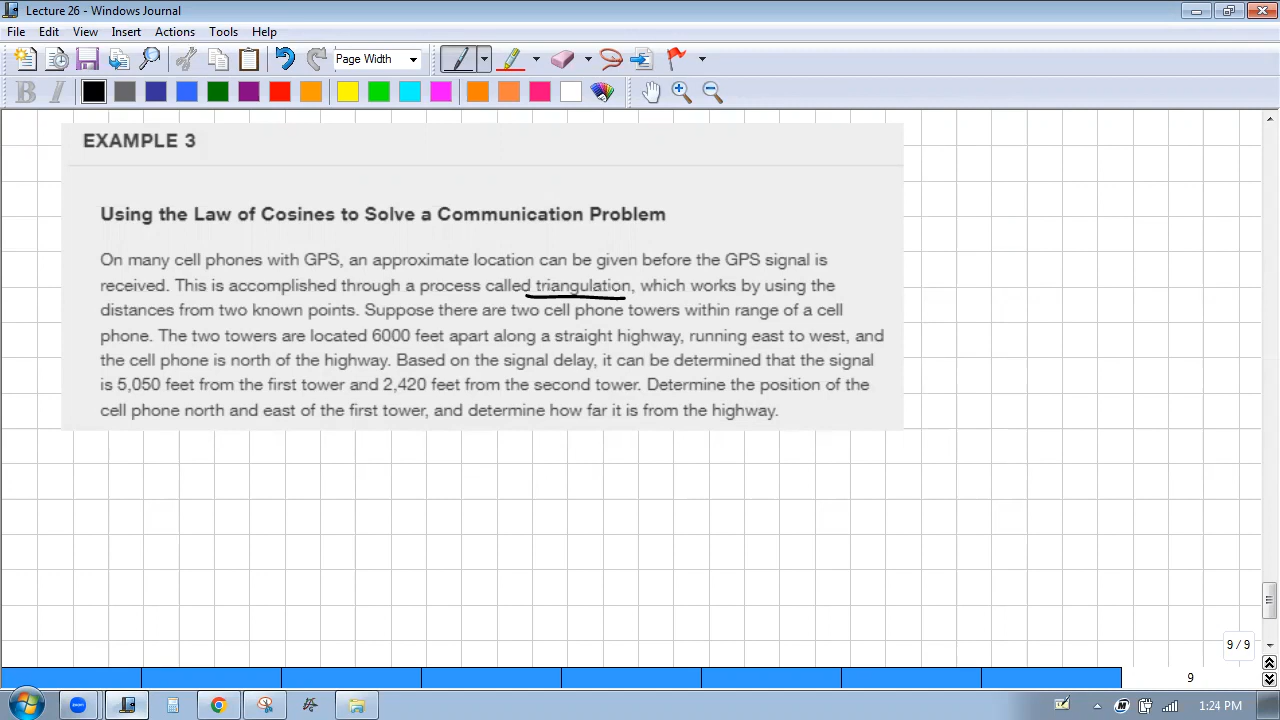 Lecture 26 - Windows Journal
File Edit View Insert Actions Tools Help
Page Width
B I
EXAMPLE 3
Using the Law of Cosines to Solve a Communication Problem
On many cell phones with GPS, an approximate location can be given before the GPS signal is
received. This is accomplished through a process called triangulation, which works by using the
distances from two known points. Suppose there are two cell phone towers within range of a cell
phone. The two towers are located 6000 feet apart along a straight highway, running east to west, and
the cell phone is north of the highway. Based on the signal delay, it can be determined that the signal
is 5,050 feet from the first tower and 2,420 feet from the second tower. Determine the position of the
cell phone north and east of the first tower, and determine how far it is from the highway.
9 / 9
9
zoom
1:24 PM